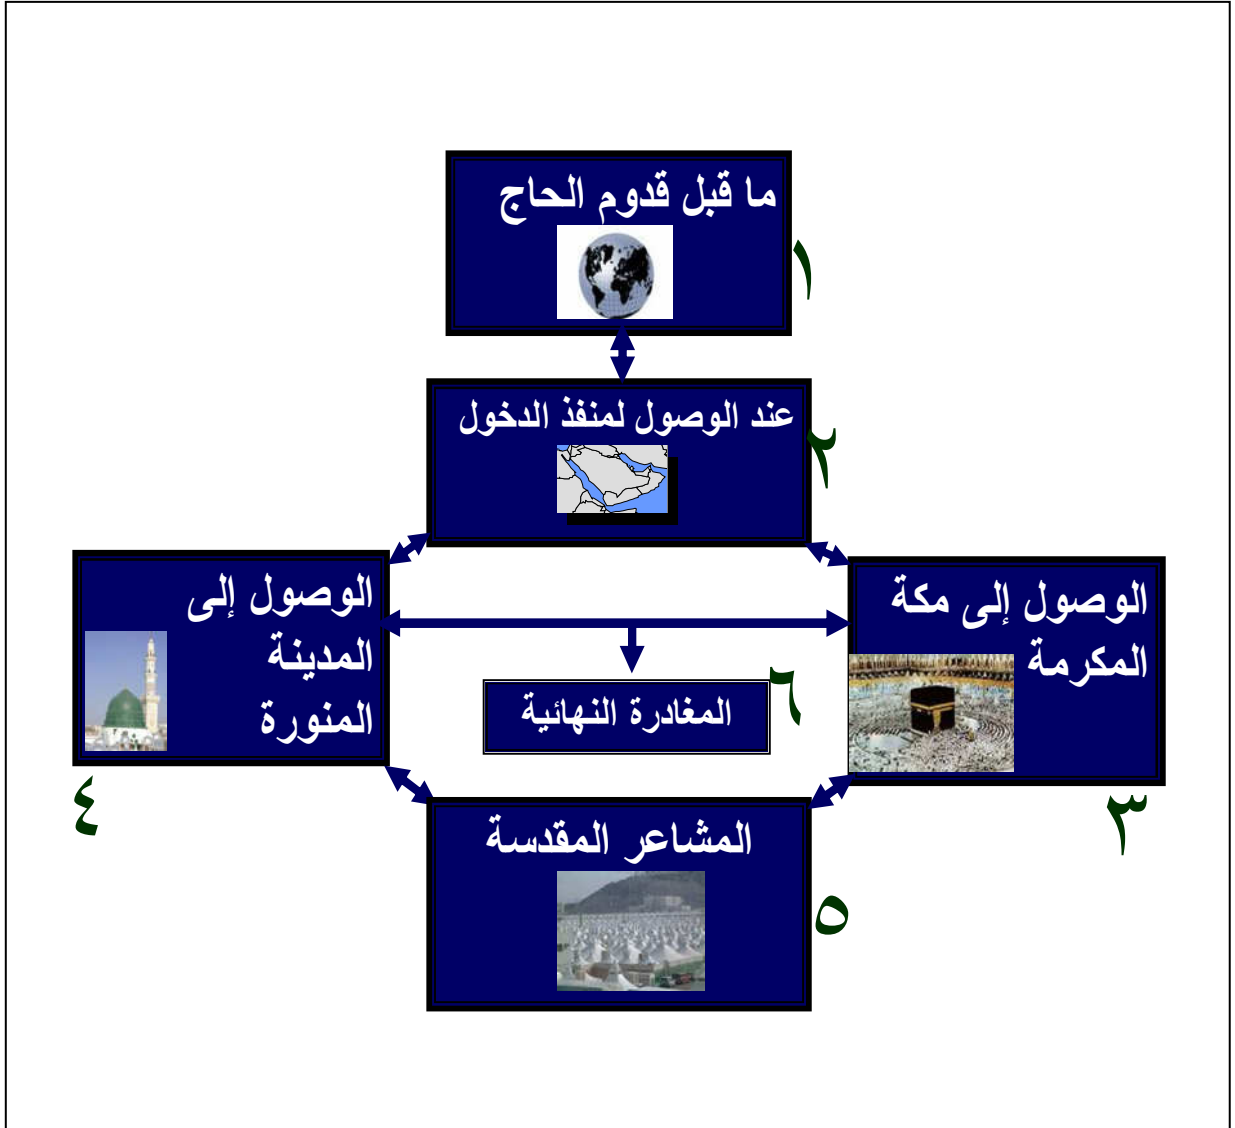 ما قبل قدوم الحاج
١
عند الوصول لمنفذ الدخول
٢
الوصول إلى مكة
المكرمة
٣
الوصول إلى
المدينة
المنورة
٤
المشاعر المقدسة
٥
المغادرة النهائية
٦